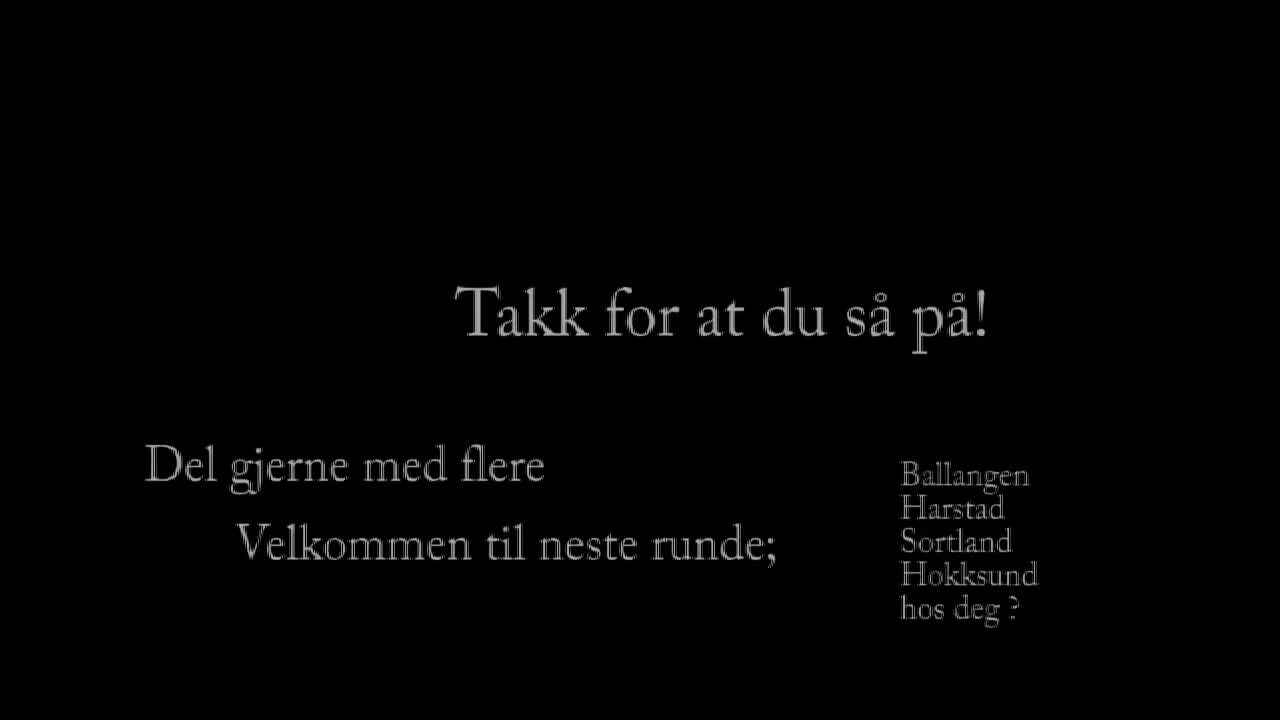 Takk for at du så på!
Del gjerne med flere
Velkommen til neste runde;
Ballangen
Harstad
Sortland
Hokksund
hos deg ?